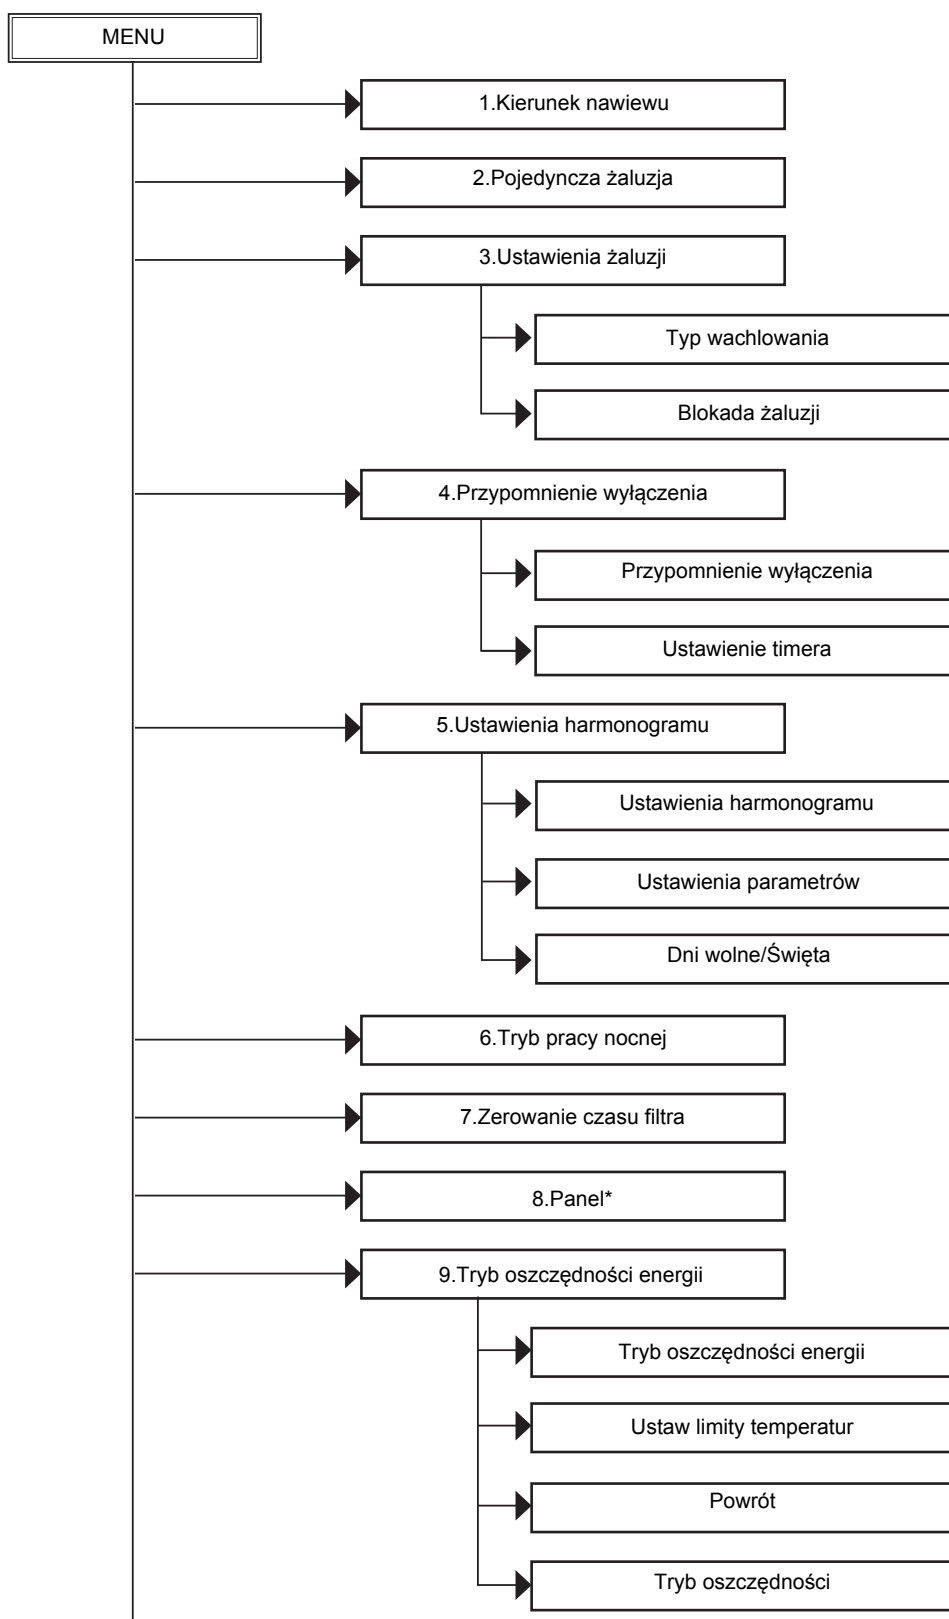 MENU
1.Kierunek nawiewu
2.Pojedyncza żaluzja
3.Ustawienia żaluzji
Typ wachlowania
Blokada żaluzji
4.Przypomnienie wyłączenia
Przypomnienie wyłączenia
Ustawienie timera
5.Ustawienia harmonogramu
Ustawienia harmonogramu
Ustawienia parametrów
Dni wolne/Święta
6.Tryb pracy nocnej
7.Zerowanie czasu filtra
8.Panel*
9.Tryb oszczędności energii
Tryb oszczędności energii
Ustaw limity temperatur
Powrót
Tryb oszczędności